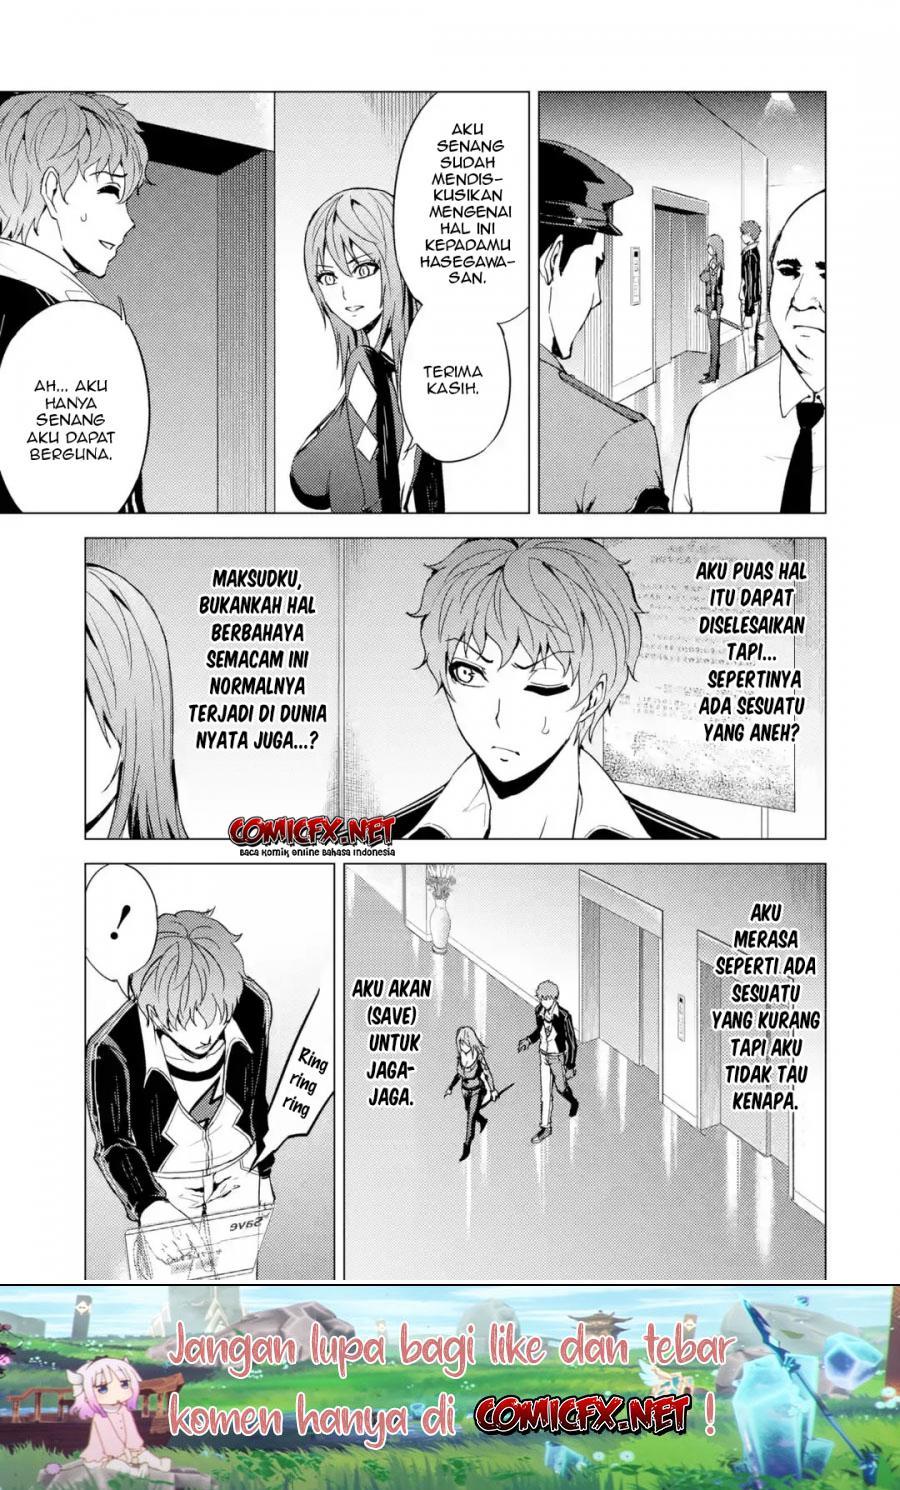 AKU
SENANG
SUDAH
MENDIS-
KUSIKAN
MENGENAI
HAL INI
KEPADAMU
HASEGAWA-
SAN.
TERIMA
KASIH.
AH... AKU
HANYA
SENANG
AKU DAPAT
BERGUNA.
AKU PUAS HAL
ITU DAPAT
DISELESAIKAN
TAPI...
SEPERTINYA
ADA SESUATU
YANG ANEH?
MAKSUDKU,
BUKANKAH HAL
BERBAHAYA
SEMACAM INI
NORMALNYA
TERJADI DI DUNIA
NYATA JUGA...?
COMICFX.NET
BACA KOMIK ONLINE BAHASA INDONESIA
AKU
MERASA
SEPERTI ADA
SESUATU
YANG KURANG
TAPI AKU
TIDAK TAU
KENAPA.
AKU AKAN
(SAVE)
UNTUK
JAGA-
JAGA.
!
Ring
ring
ring
Save
Jangan lupa bagi like dan tebar
komen hanya di COMICFX.NET !